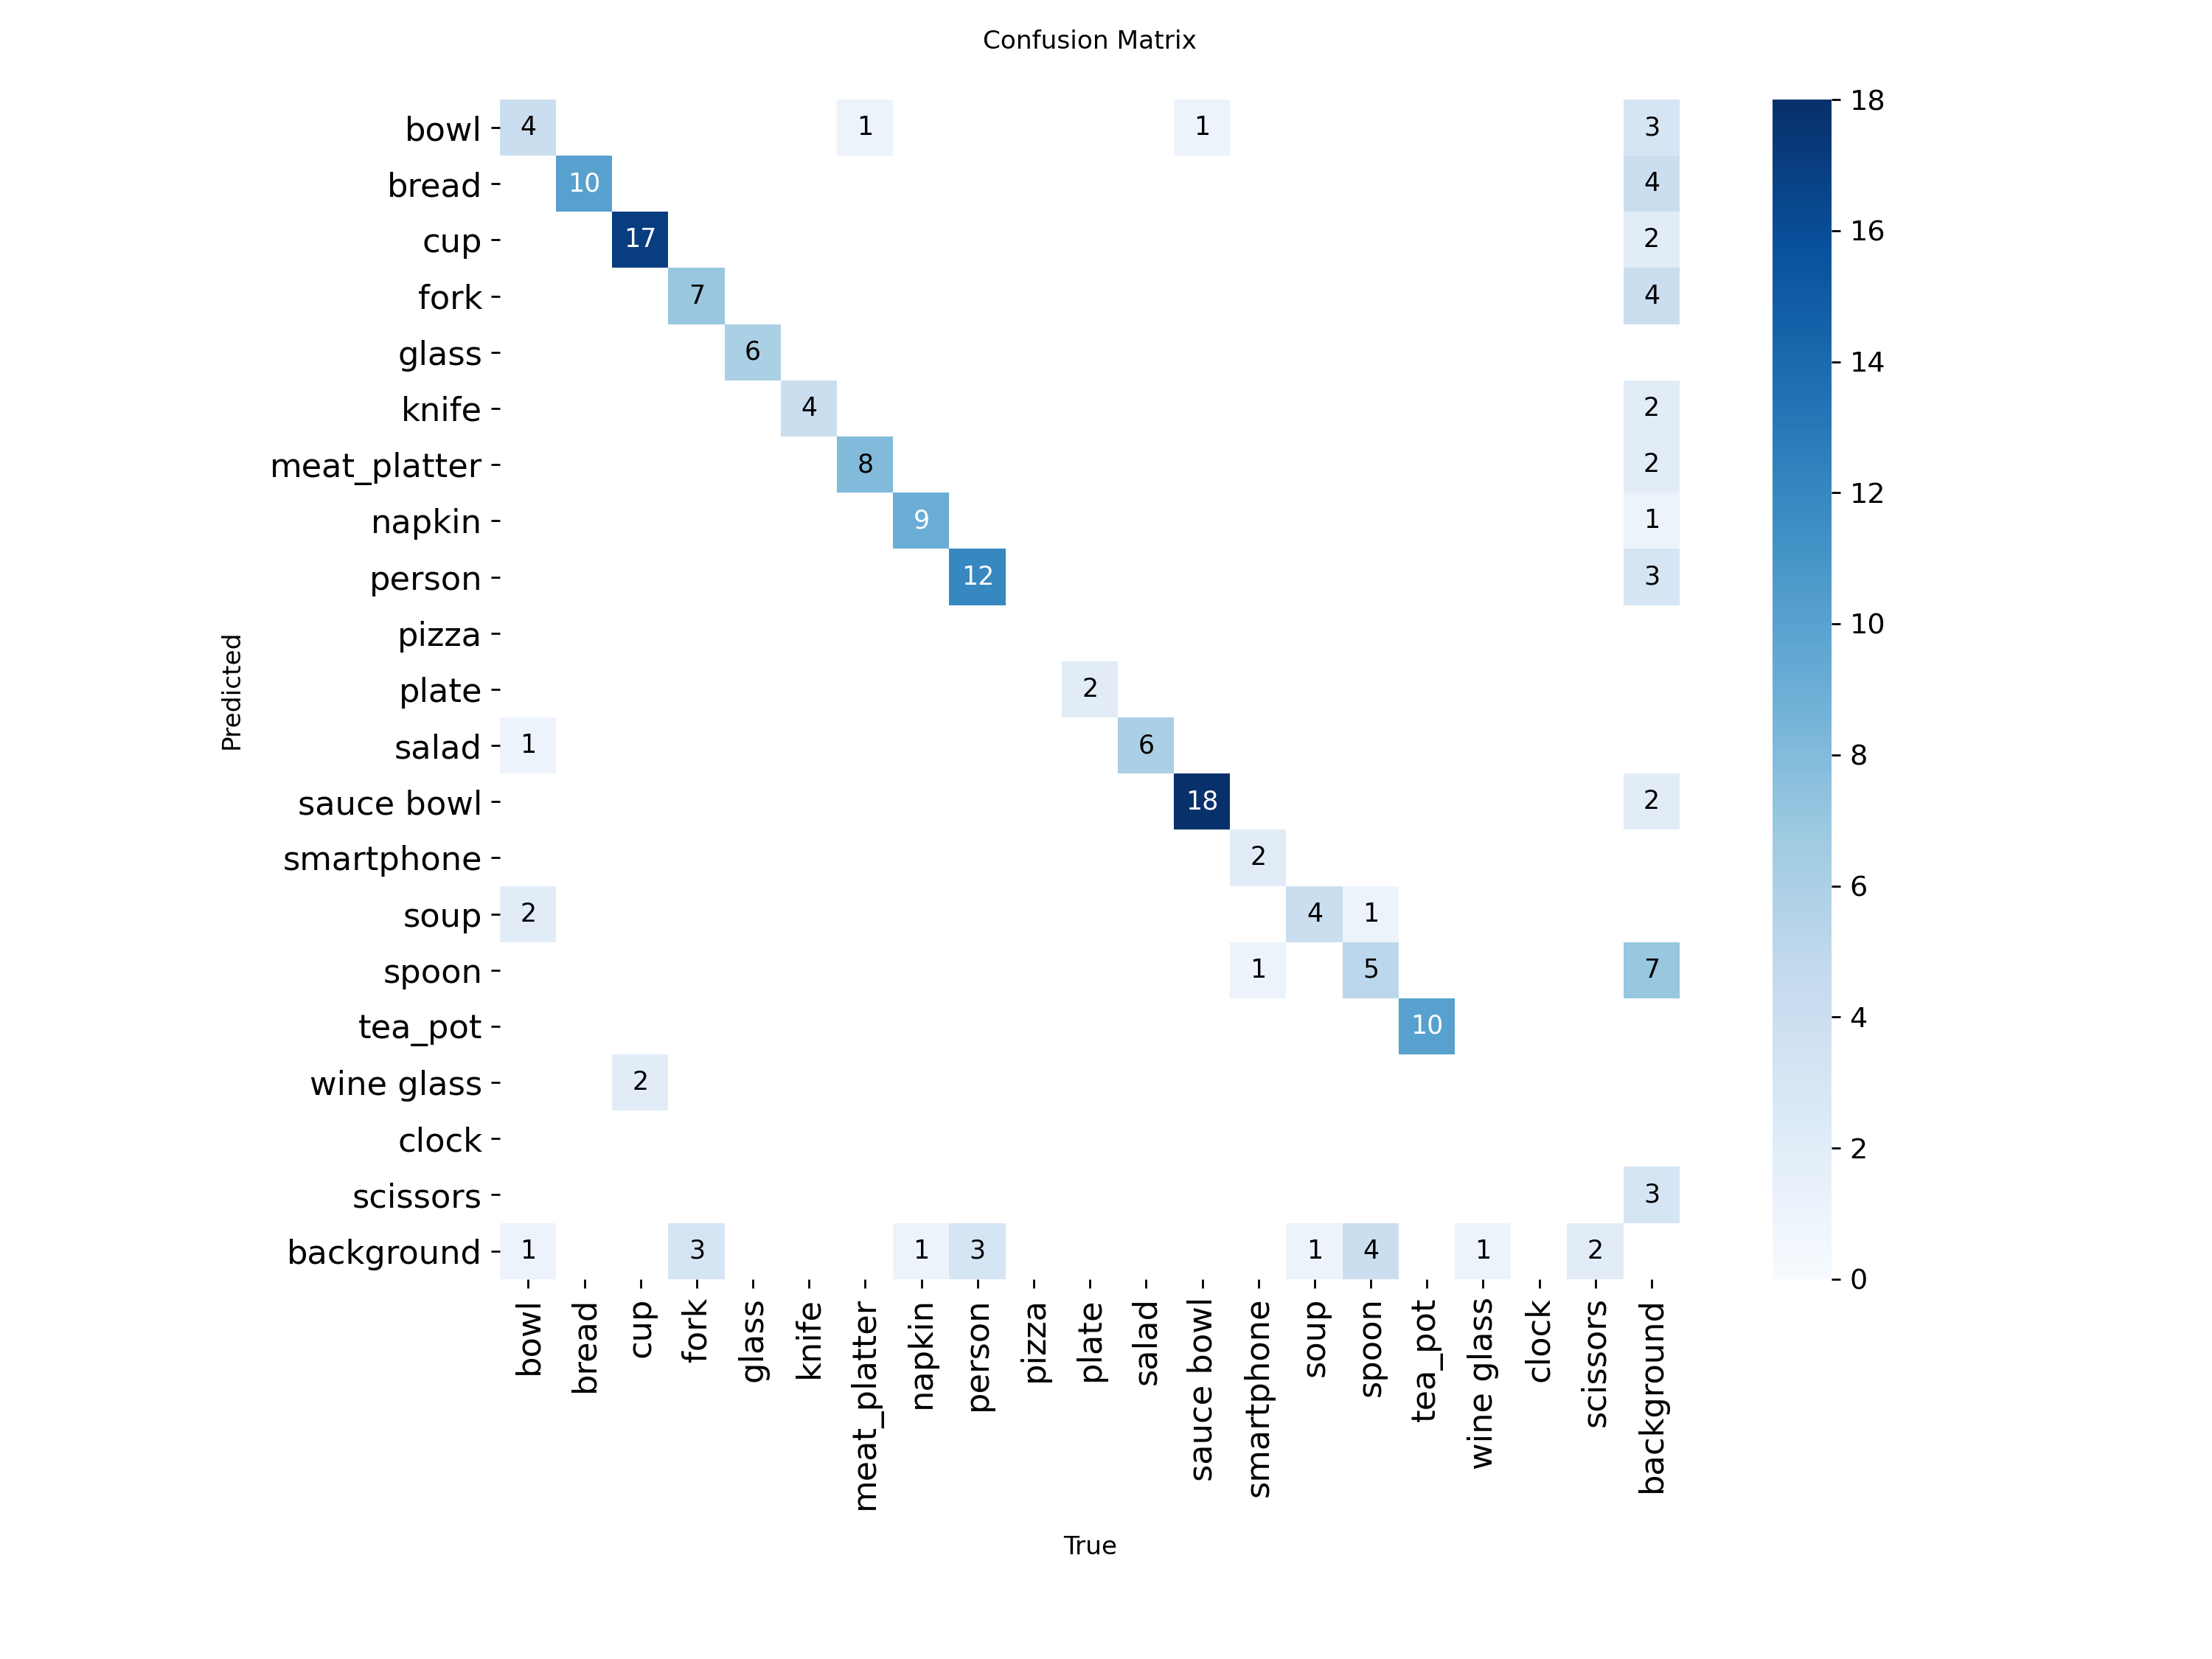 Confusion Matrix
bowl 4 1 1 3
bread 10 4
cup 17 2
fork 7 4
glass 6
knife 4 2
meat_platter 8 2
napkin 9 1
person 12 3
pizza
plate 2
salad 1 6
sauce bowl 18 2
smartphone 2
soup 2 4 1
spoon 1 5 7
tea_pot 10
wine glass 2
clock
scissors 3
background 1 3 1 3 1 4 1 2
Predicted
bowl
bread
cup
fork
glass
knife
meat_platter
napkin
person
pizza
plate
salad
sauce bowl
smartphone
soup
spoon
tea_pot
wine glass
clock
scissors
background
True
18
16
14
12
10
8
6
4
2
0